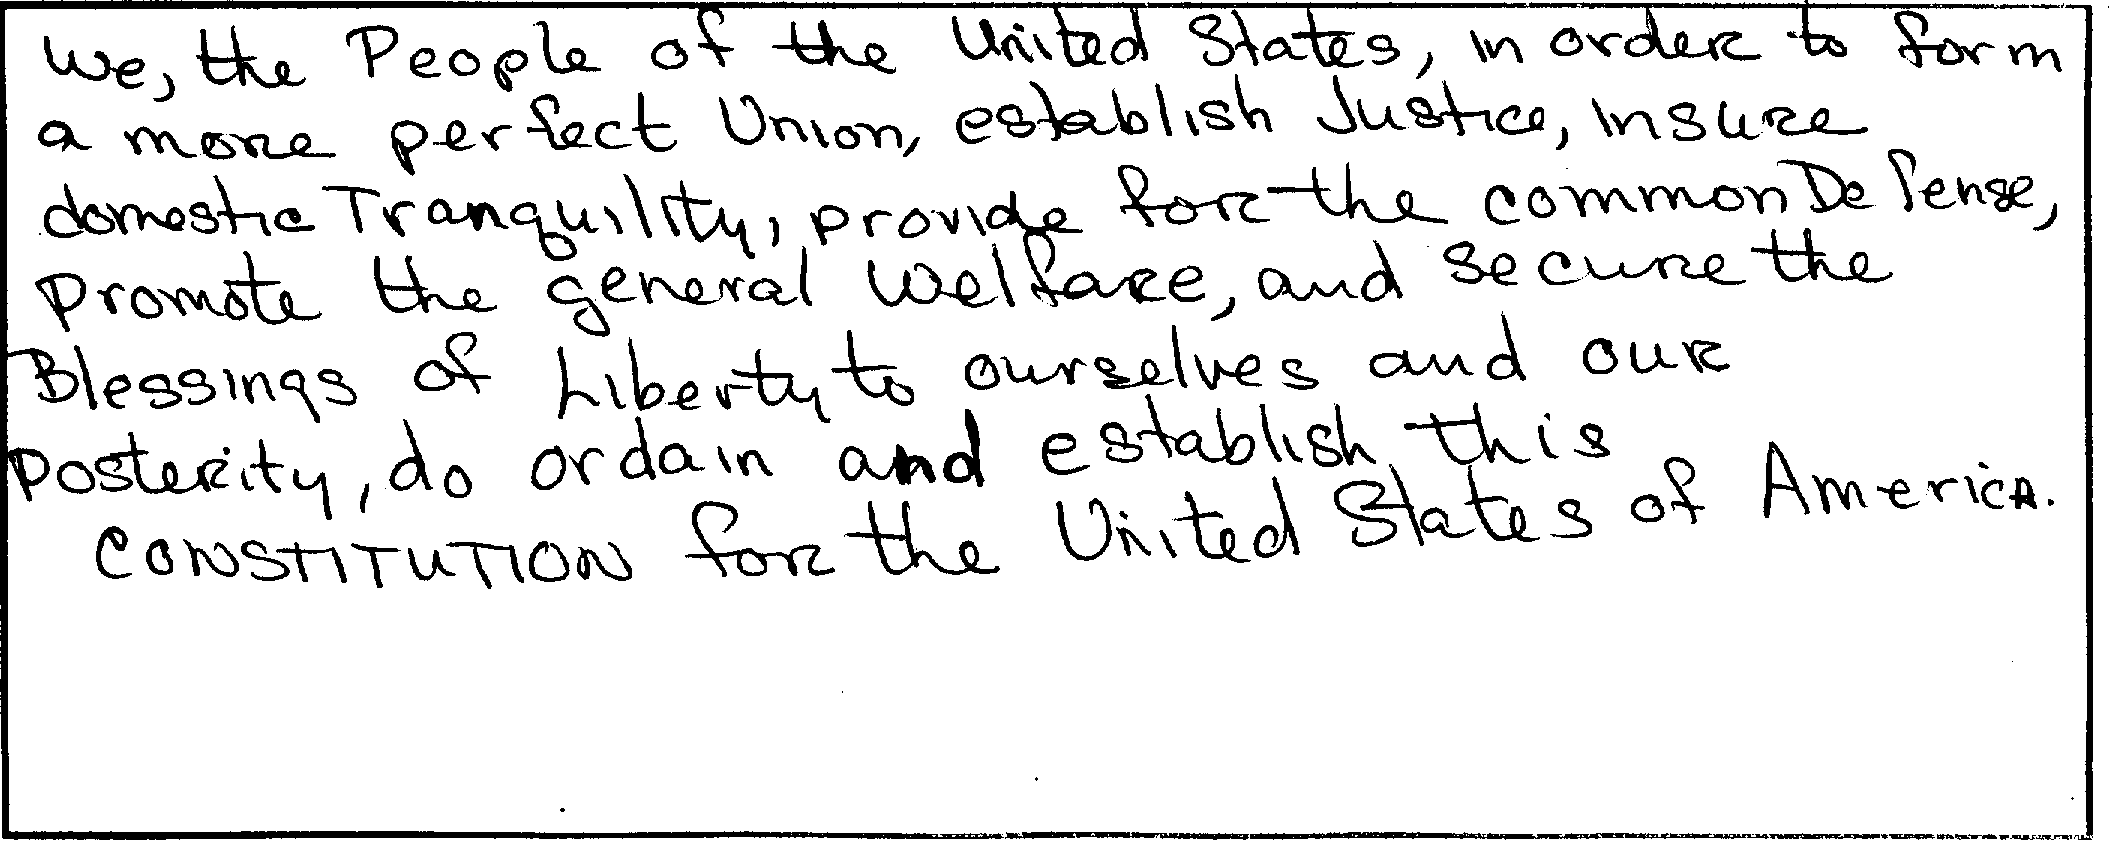 We, the People of the United States, in order to form
a more perfect Union, establish Justice, insure
domestic Tranquility, provide for the common Defense,
promote the general Welfare, and secure the
Blessings of Liberty to ourselves and our
posterity, do ordain and establish this
CONSTITUTION for the United States of America.